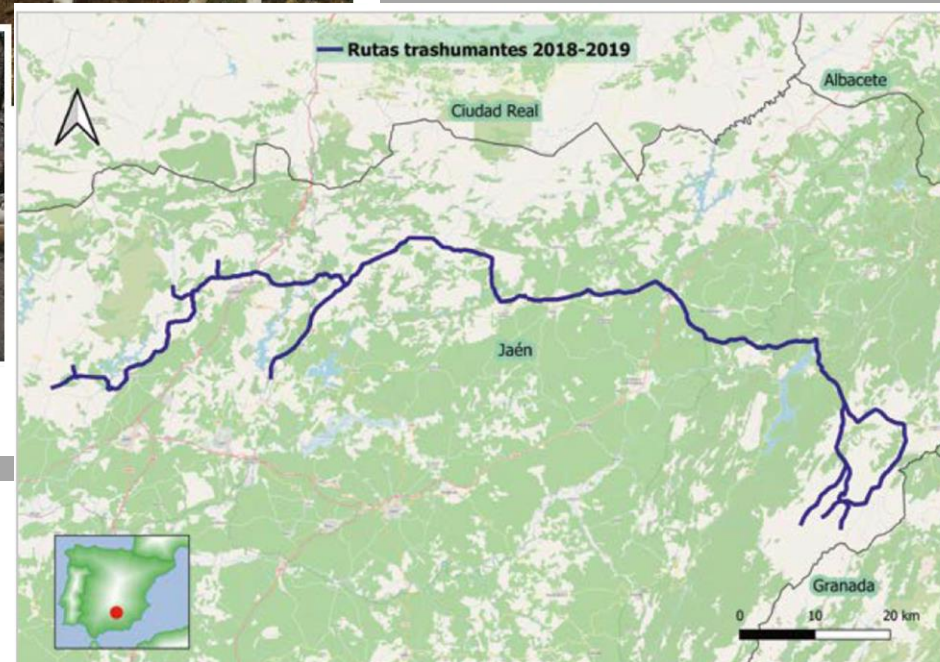 Rutas trashumantes 2018-2019
Albacete
Ciudad Real
Jaén
Granada
0 10 20 km